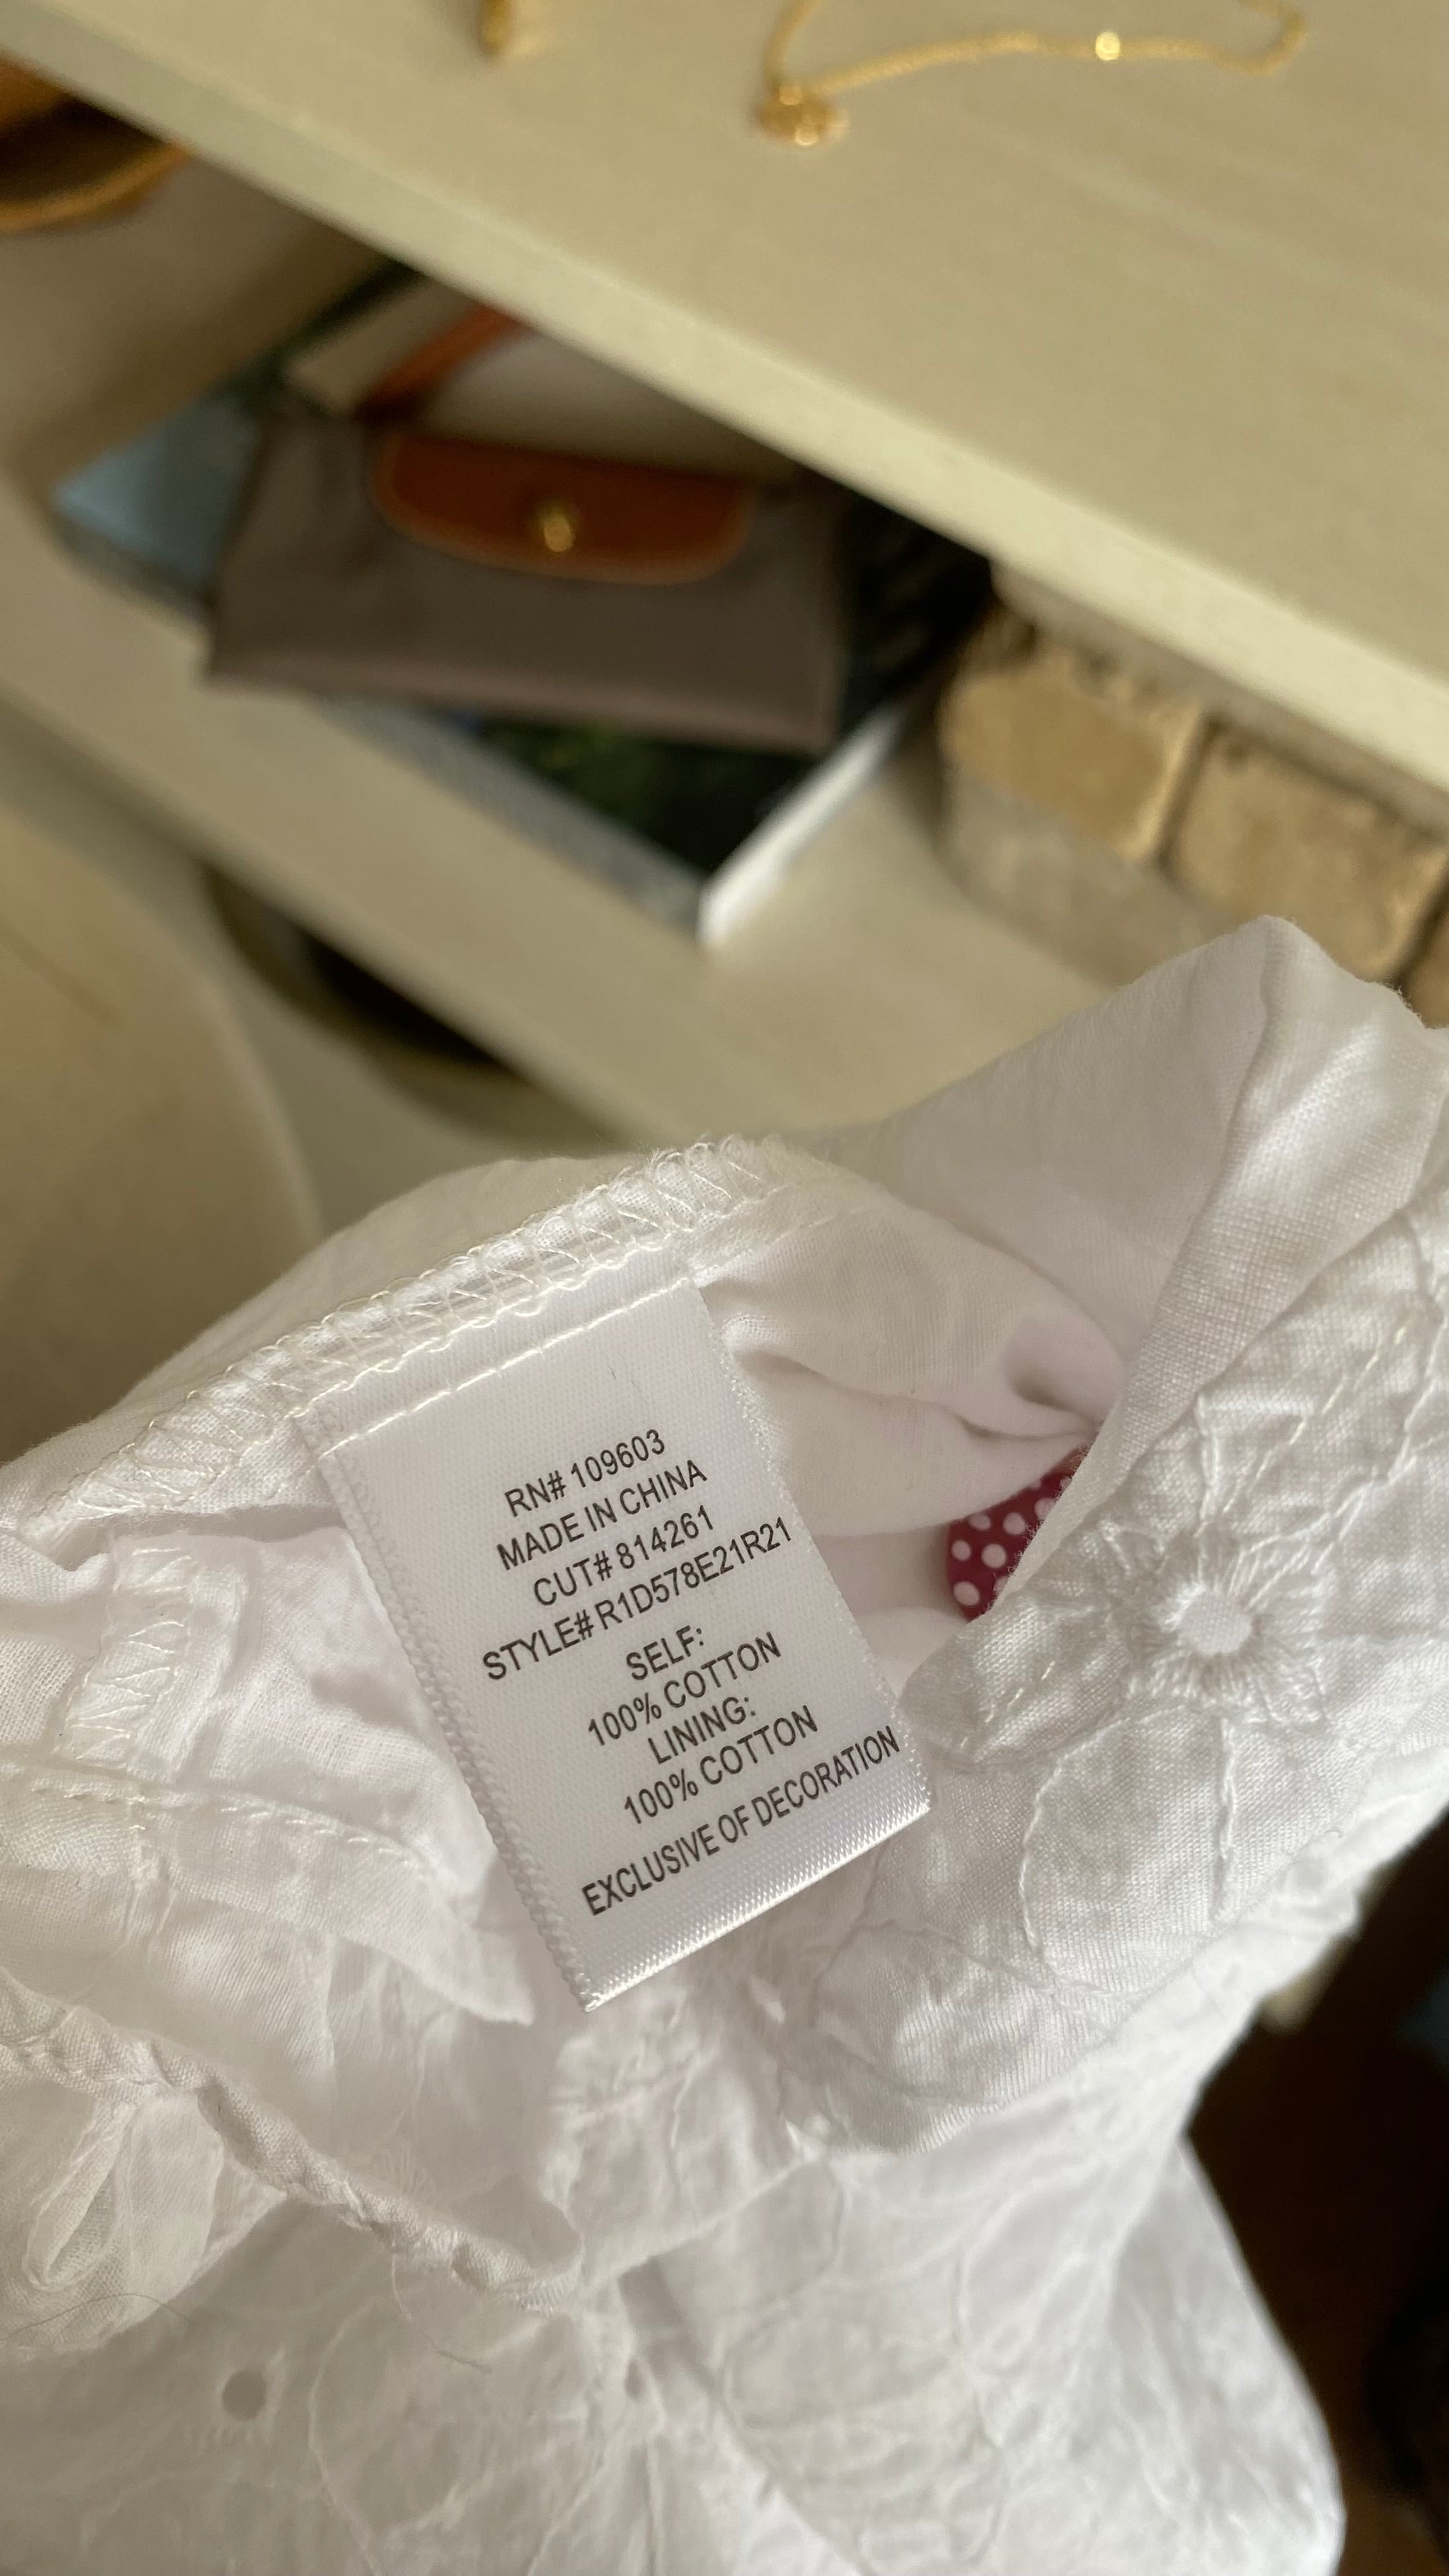 RN# 109603
MADE IN CHINA
CUT# 814261
STYLE# R1D578E21R21
SELF:
100% COTTON
LINING:
100% COTTON
EXCLUSIVE OF DECORATION